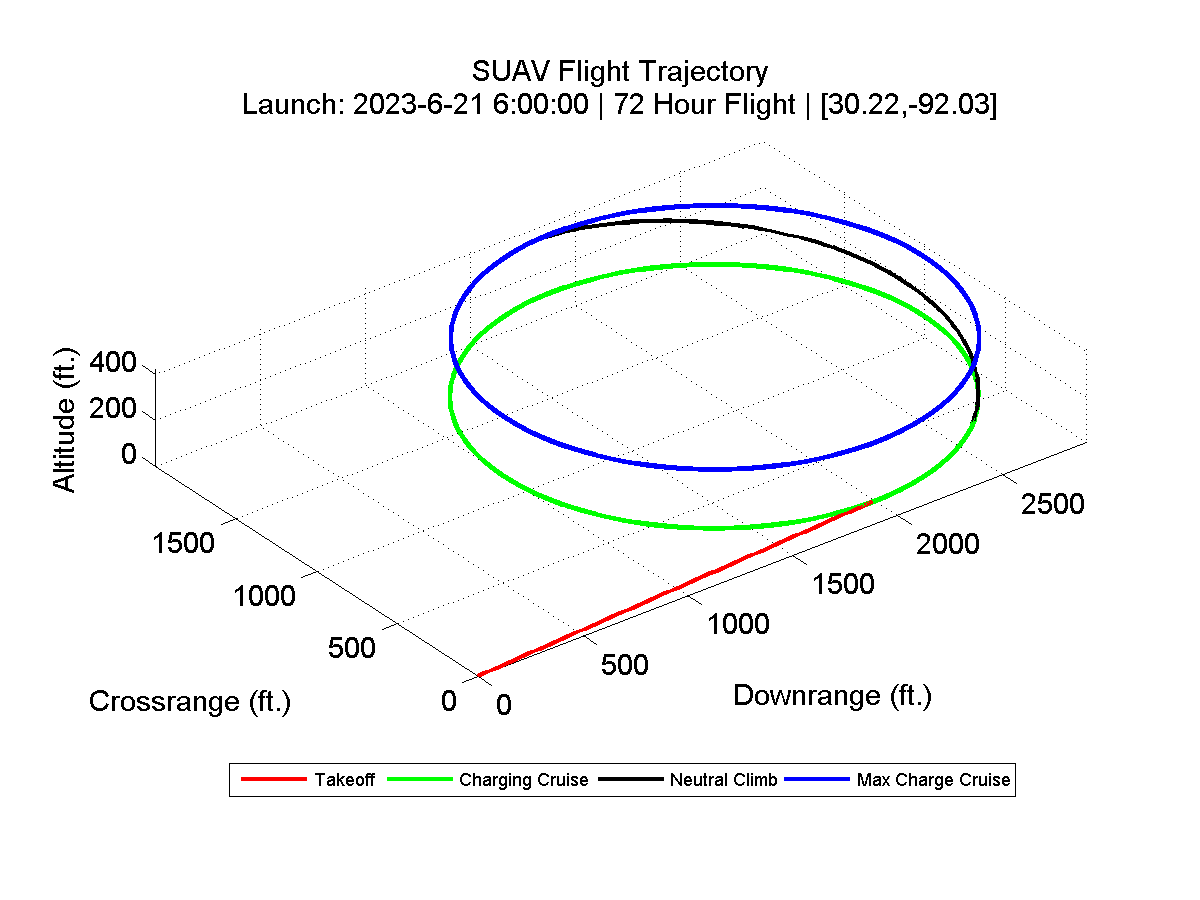 SUAV Flight Trajectory
Launch: 2023-6-21 6:00:00 | 72 Hour Flight | [30.22,-92.03]
400
200
0
Altitude (ft.)
1500
1000
500
0
Crossrange (ft.)
0
500
1000
1500
2000
2500
Downrange (ft.)
Takeoff Charging Cruise Neutral Climb Max Charge Cruise